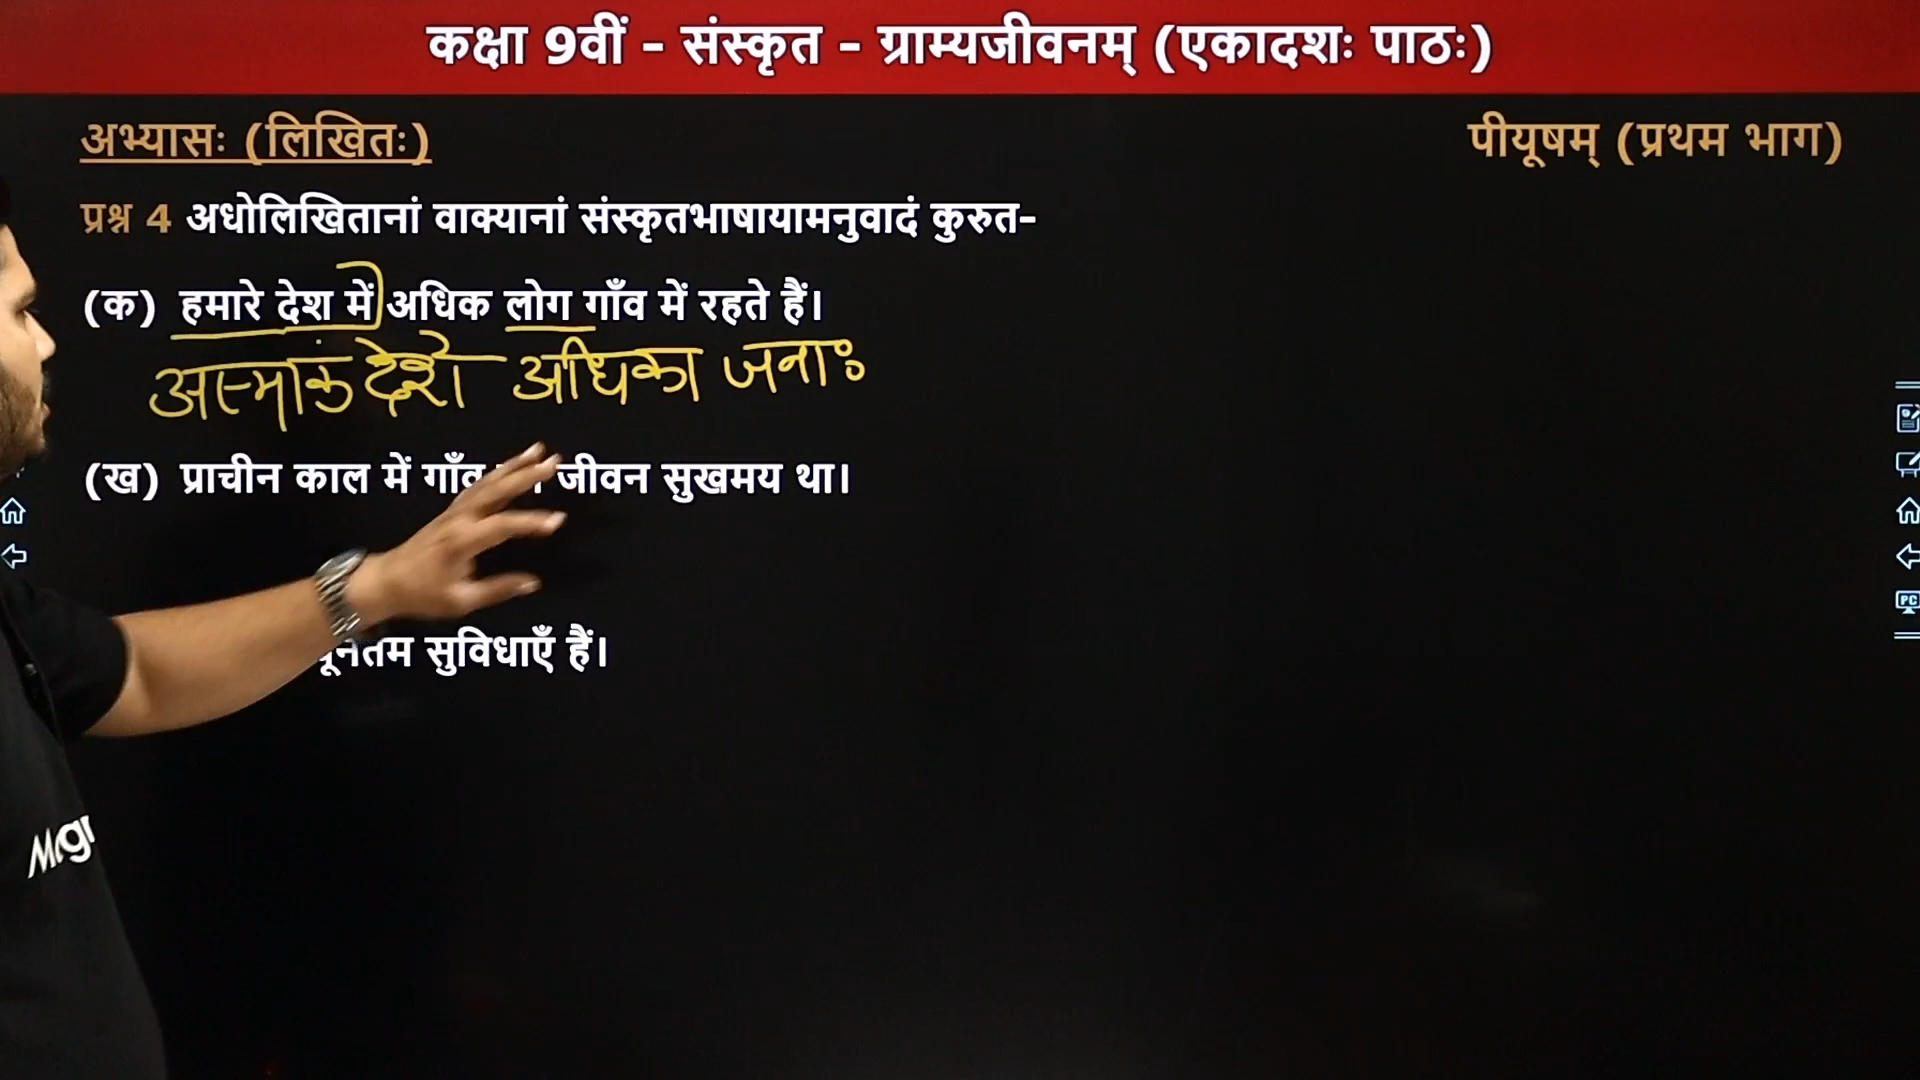 कक्षा 9वीं - संस्कृत - ग्राम्यजीवनम् (एकादशः पाठः)
अभ्यासः (लिखितः)
पीयूषम् (प्रथम भाग)
प्रश्न 4 अधोलिखितानां वाक्यानां संस्कृतभाषायामनुवादं कुरुत-
(क) हमारे देश में अधिक लोग गाँव में रहते हैं।
अस्माकं देशे अधिका जनाः
(ख) प्राचीन काल में गाँव जीवन सुखमय था।
सुविधाएँ हैं।
PC